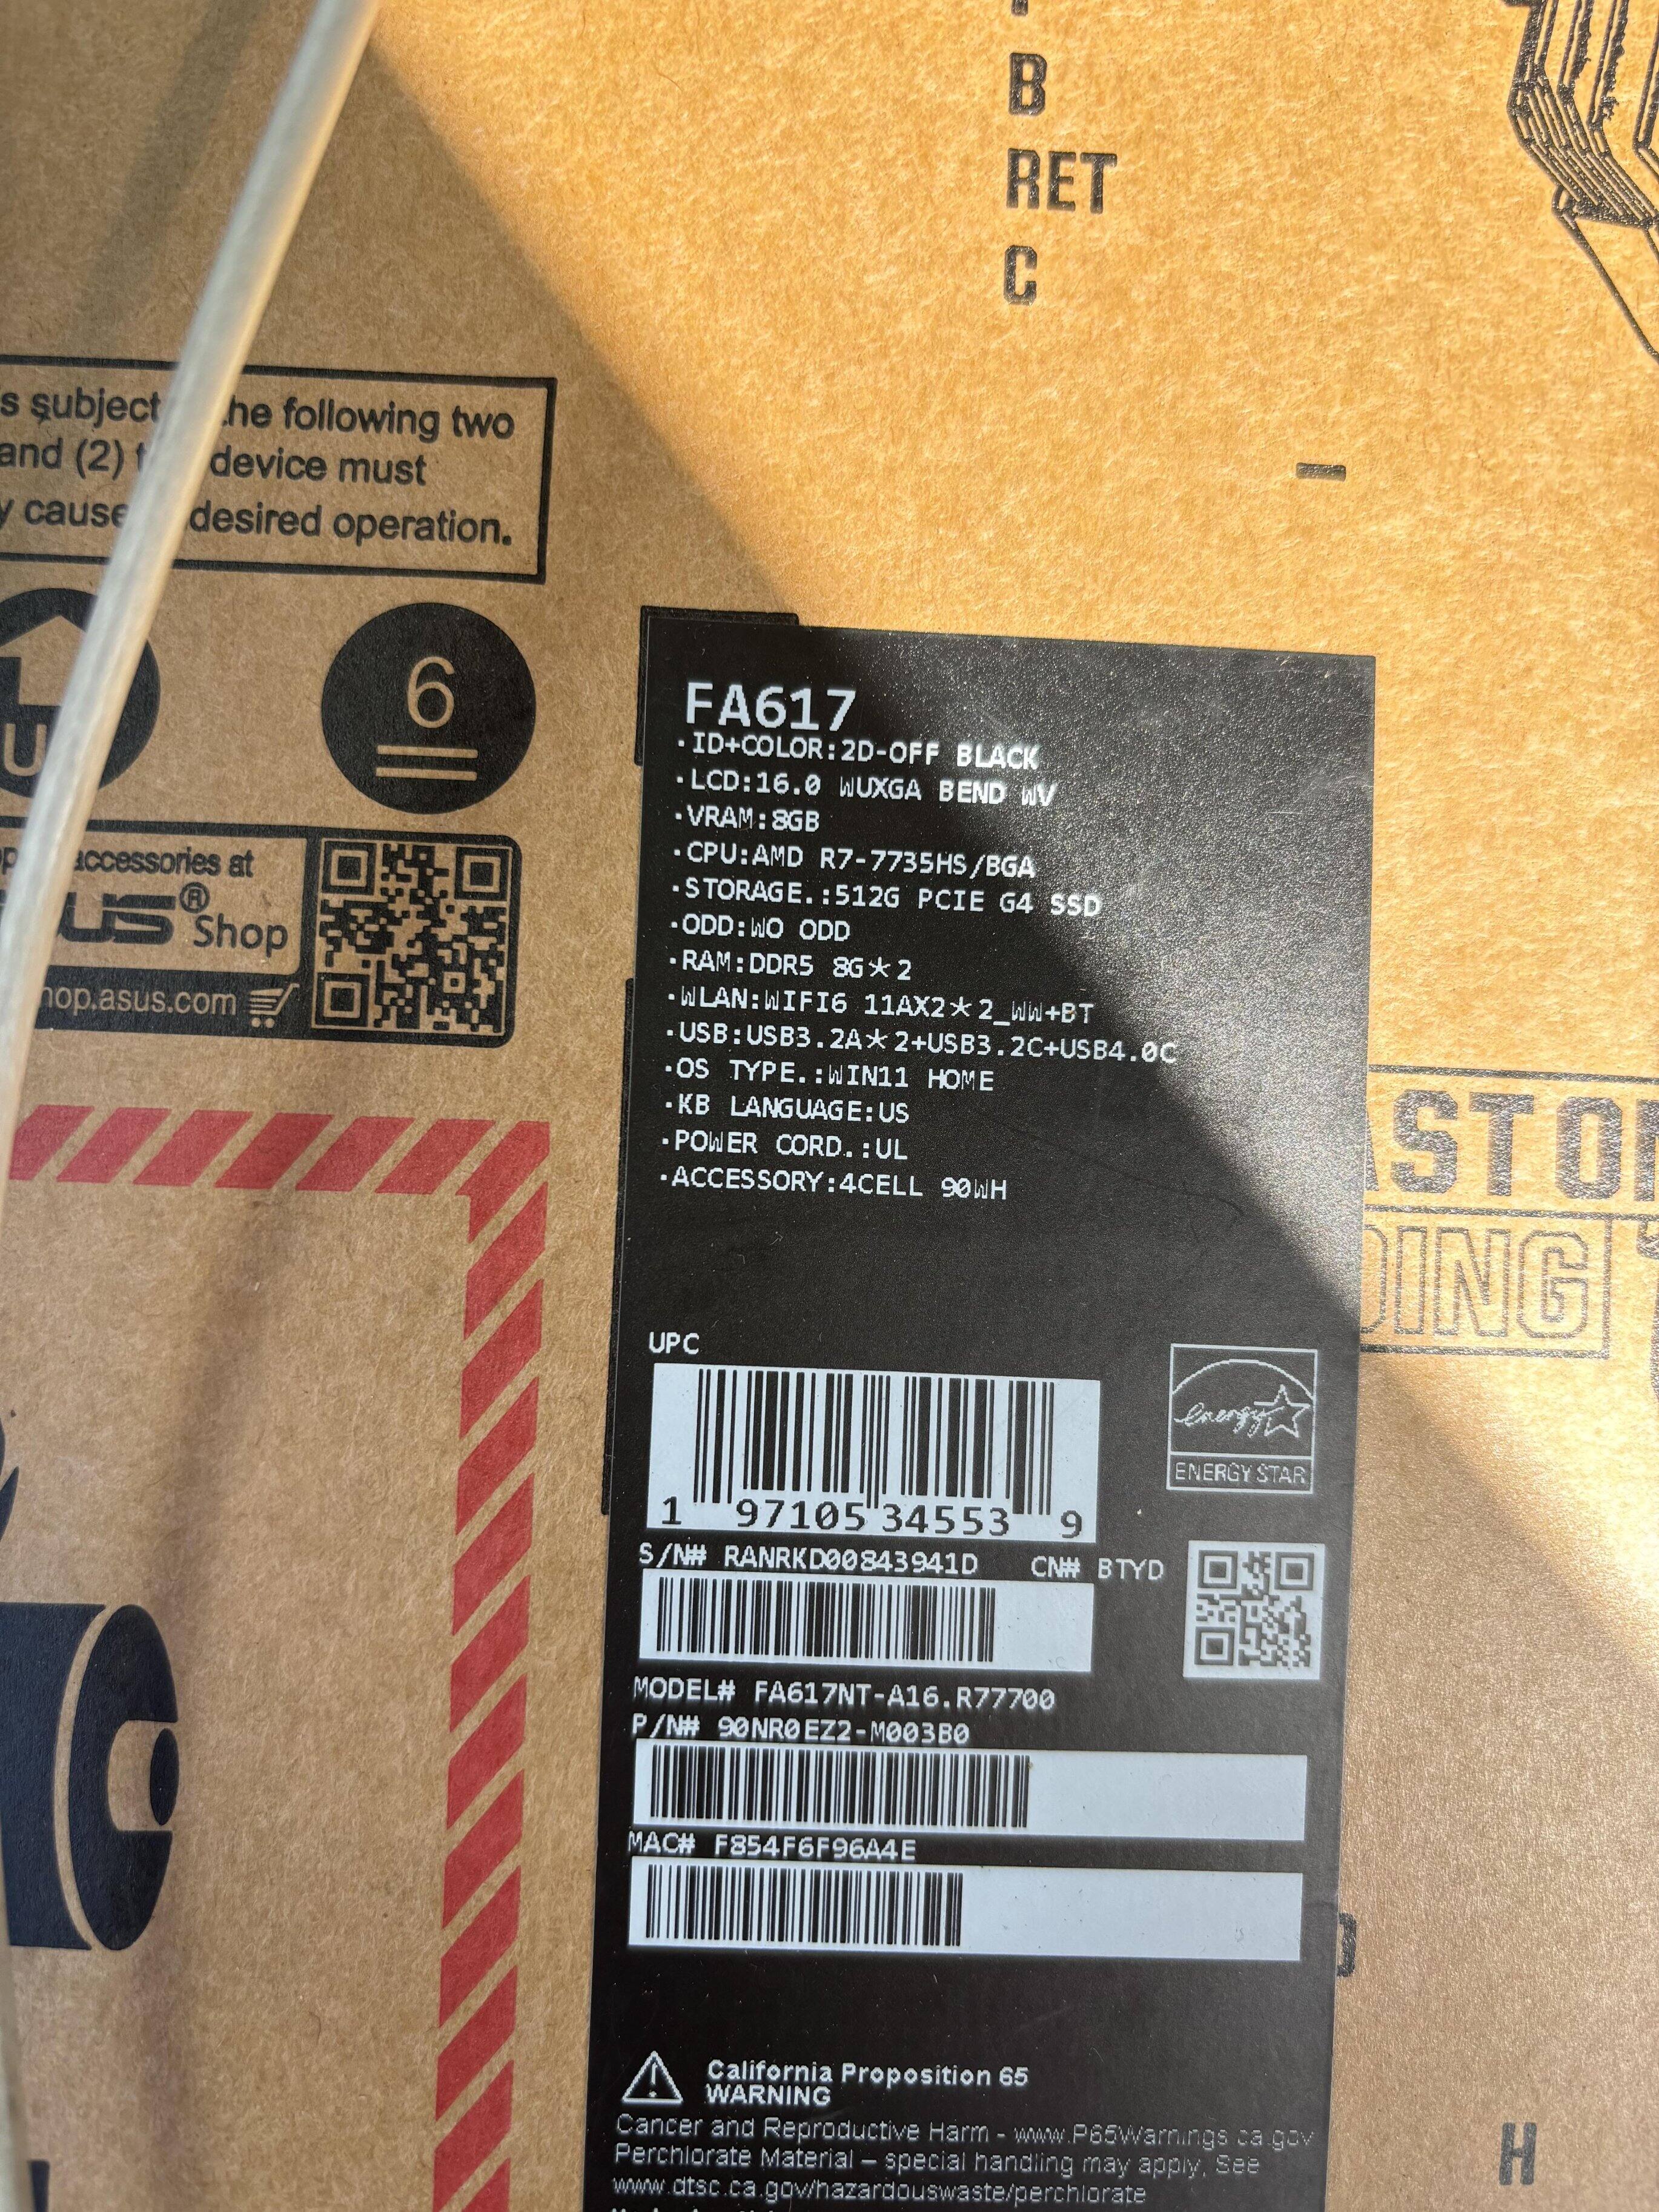 B
RET
C
s subject he following two
and (2) device must
y cause desired operation.
6
U
FA617
·ID+COLOR:2D-OFF BLACK
·LCD:16.0 WUXGA BEND WV
·VRAM:8GB
·CPU:AMD R7-7735HS/BGA
·STORAGE.:512G PCIE G4 SSD
·ODD:WO ODD
·RAM:DDR5 8G*2
·WLAN:WIFI6 11AX2*2_WW+BT
·USB:USB3.2A*2+USB3.2C+USB4.0C
·OS TYPE.:WIN11 HOME
·KB LANGUAGE:US
·POWER CORD.:UL
·ACCESSORY:4CELL 90WH
accessories at
US® Shop
hop.asus.com
ASTON
DING
UPC
1 97105 34553 9
energy
ENERGY STAR
S/N# RANRKD00843941D CN# BTYD
MODEL# FA617NT-A16.R77700
P/N# 90NR0EZ2-M003B0
MAC# F854F6F96A4E
California Proposition 65
WARNING
Cancer and Reproductive Harm - www.P65Warnings.ca.gov
Perchlorate Material – special handling may apply, See
www.dtsc.ca.gov/hazardouswaste/perchlorate
H